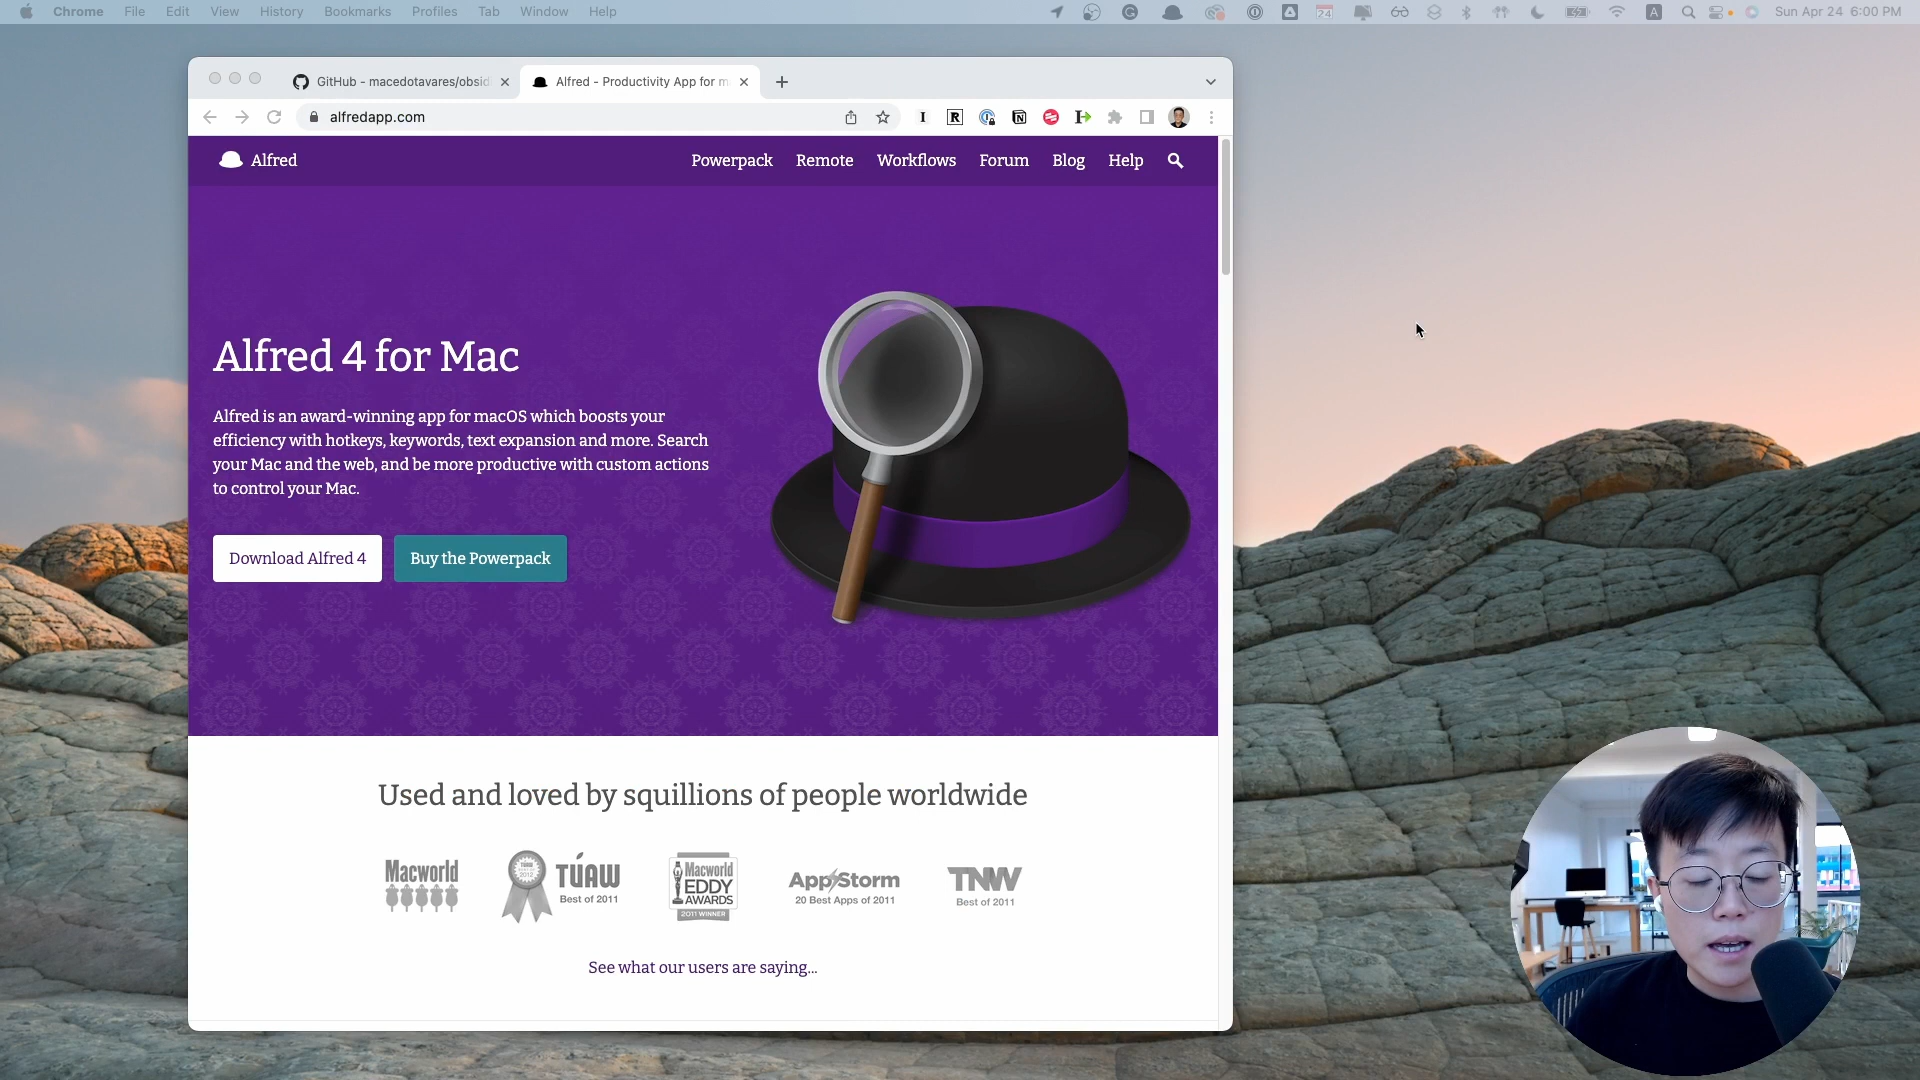 Chrome File Edit View History Bookmarks Profiles Tab Window Help
24 A Sun Apr 24 6:00 PM
GitHub - macedotavares/obsid
Alfred - Productivity App for m
alfredapp.com
Alfred
Powerpack Remote Workflows Forum Blog Help
Alfred 4 for Mac
Alfred is an award-winning app for macOS which boosts your
efficiency with hotkeys, keywords, text expansion and more. Search
your Mac and the web, and be more productive with custom actions
to control your Mac.
Download Alfred 4
Buy the Powerpack
Used and loved by squillions of people worldwide
Macworld
TUAW
Best of 2011
Macworld
EDDY
AWARDS
2011 WINNER
AppStorm
20 Best Apps of 2011
TNW
Best of 2011
See what our users are saying...